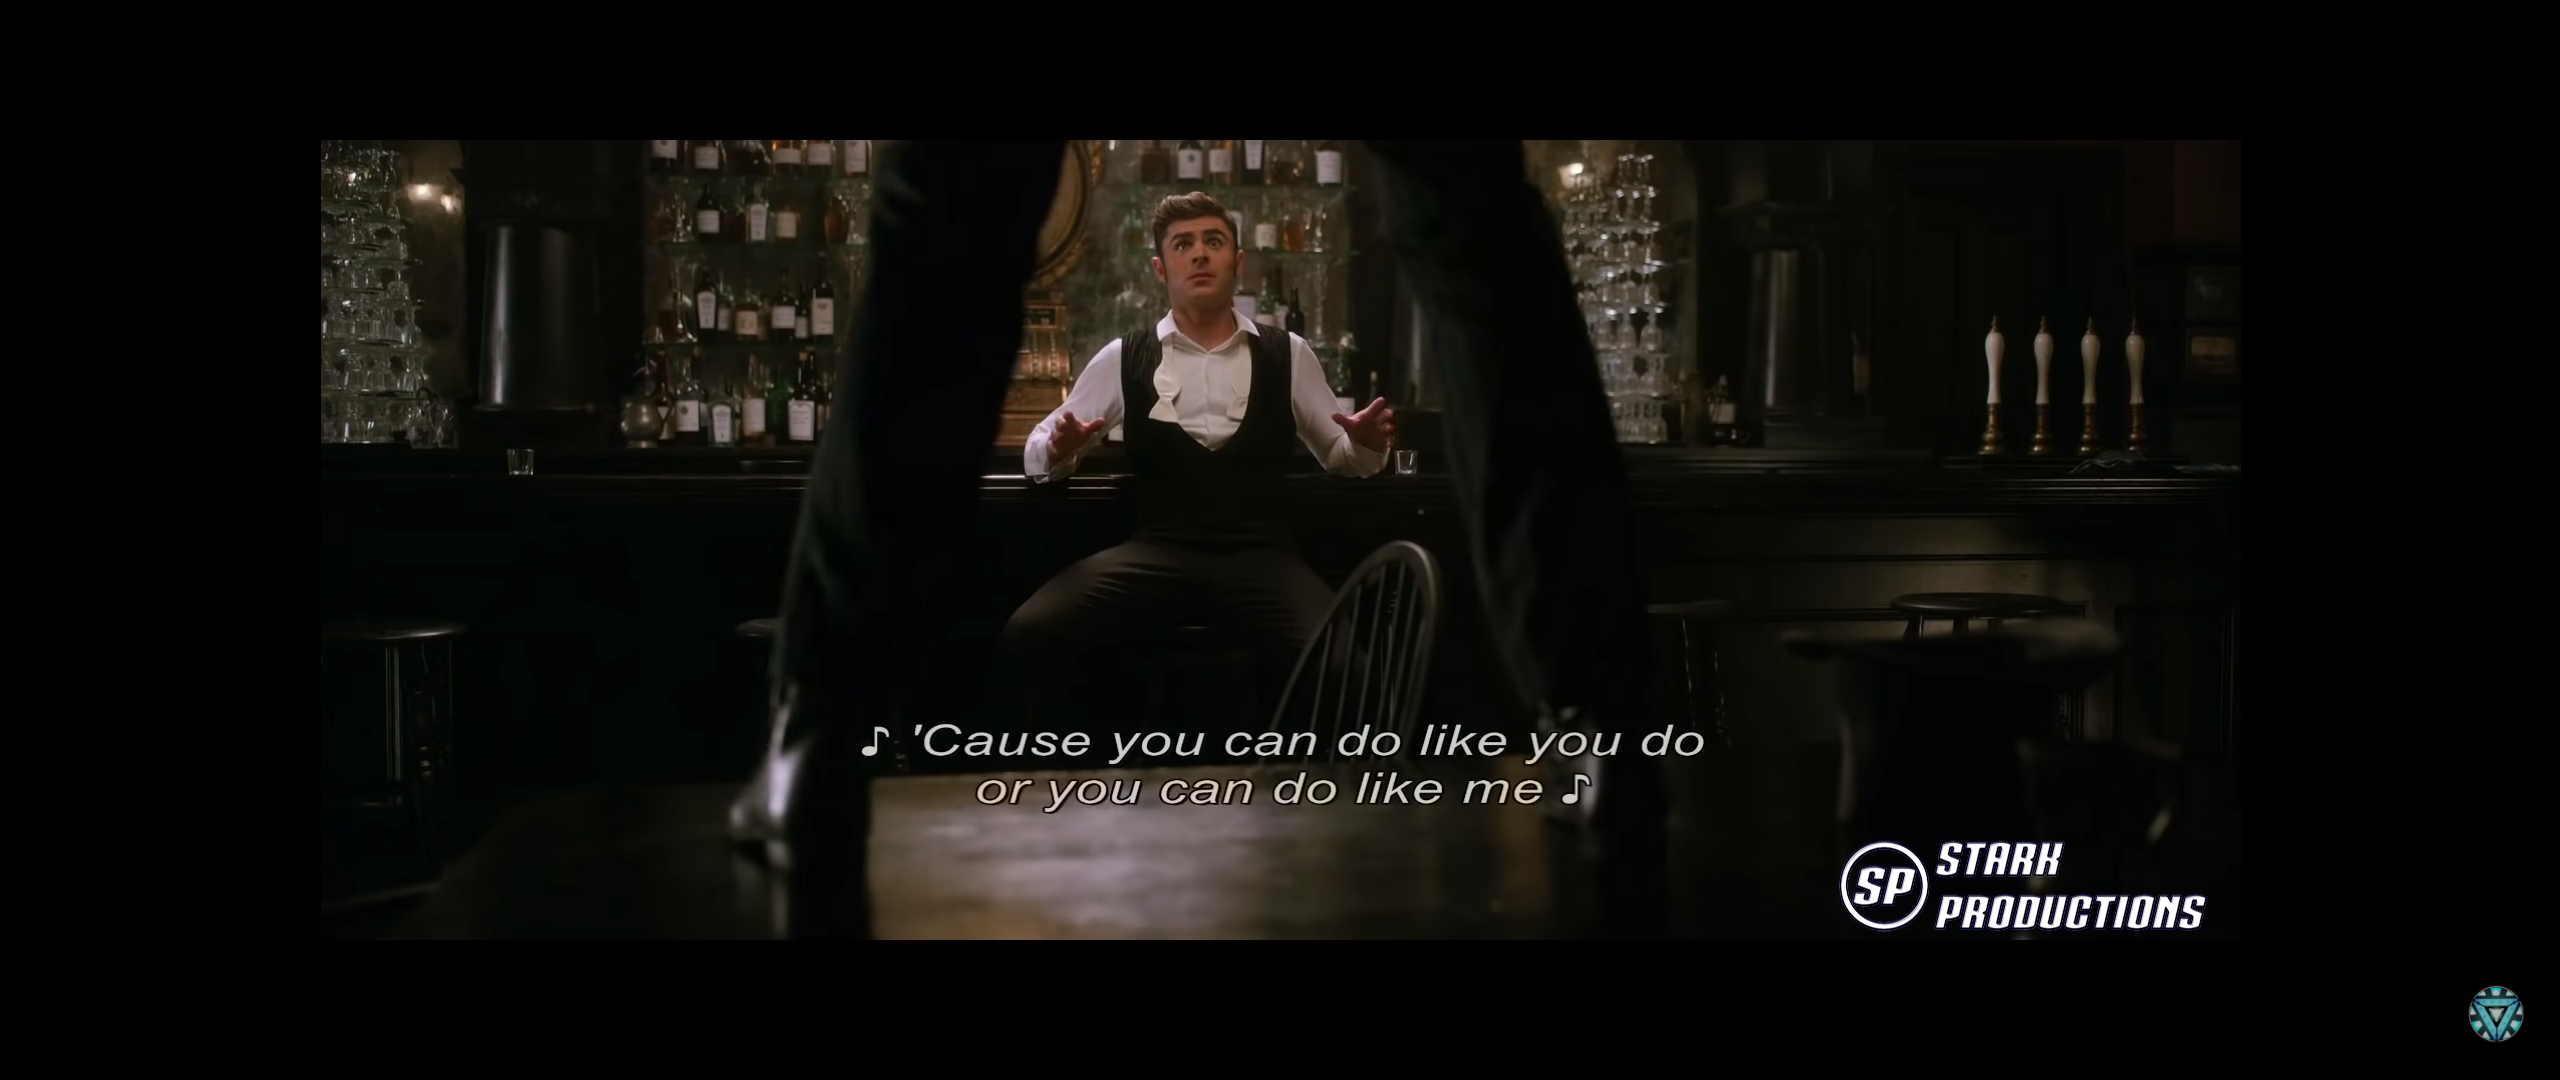 ♪ 'Cause you can do like you do
or you can do like me ♪
SP STARK
PRODUCTIONS